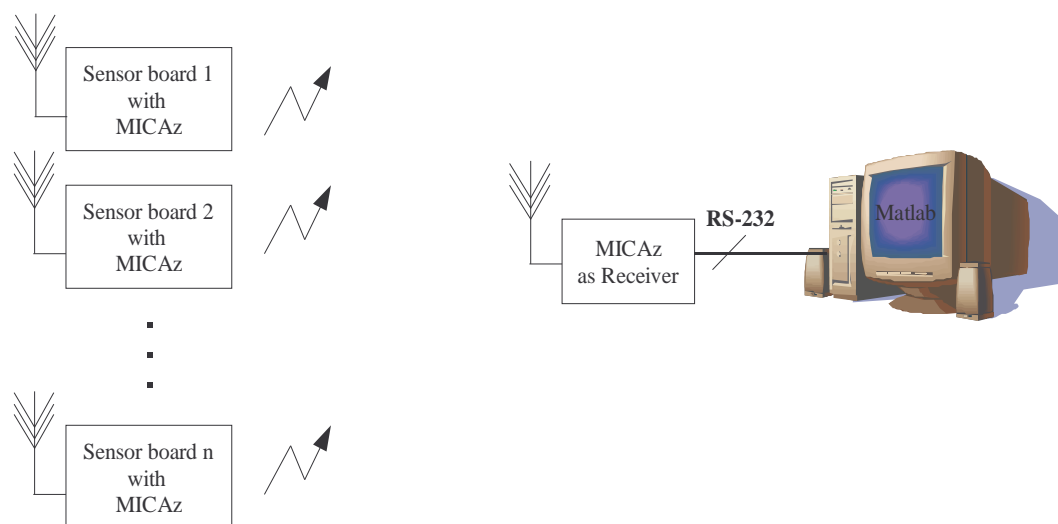 Sensor board 1
with
MICAz
Sensor board 2
with
MICAz
Sensor board n
with
MICAz
MICAz
as Receiver
RS-232
Matlab